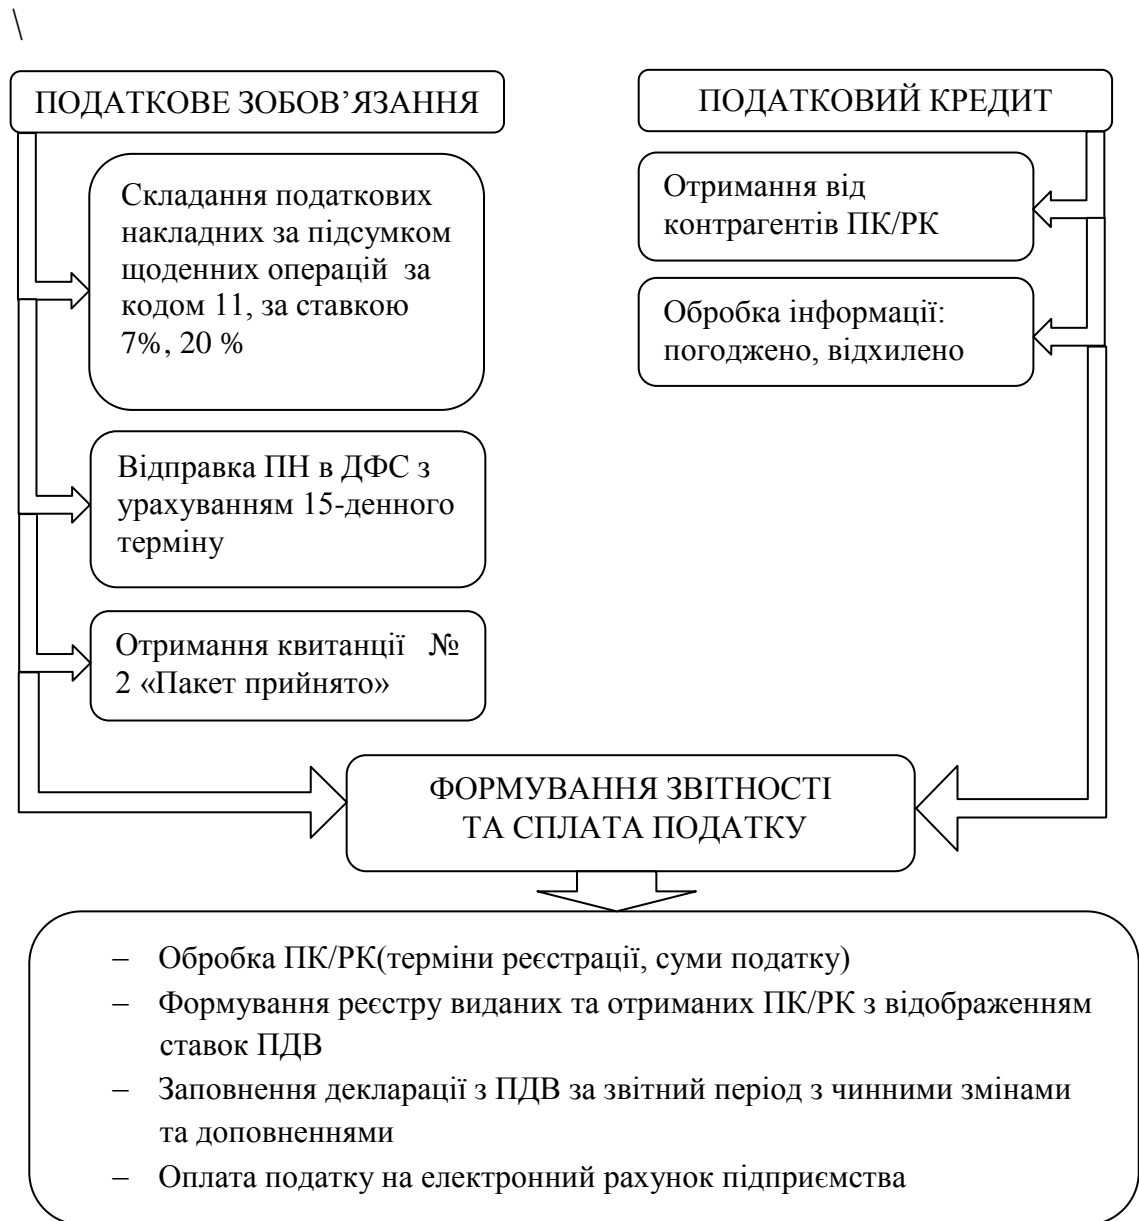 \
ПОДАТКОВЕ ЗОБОВ’ЯЗАННЯ
Складання податкових
накладних за підсумком
щоденних операцій за
кодом 11, за ставкою
7%, 20 %
Відправка ПН в ДФС з
урахуванням 15-денного
терміну
Отримання квитанції №
2 «Пакет прийнято»
ПОДАТКОВИЙ КРЕДИТ
Отримання від
контрагентів ПК/РК
Обробка інформації:
погоджено, відхилено
ФОРМУВАННЯ ЗВІТНОСТІ
ТА СПЛАТА ПОДАТКУ
– Обробка ПК/РК(терміни реєстрації, суми податку)
– Формування реєстру виданих та отриманих ПК/РК з відображенням
ставок ПДВ
– Заповнення декларації з ПДВ за звітний період з чинними змінами
та доповненнями
– Оплата податку на електронний рахунок підприємства